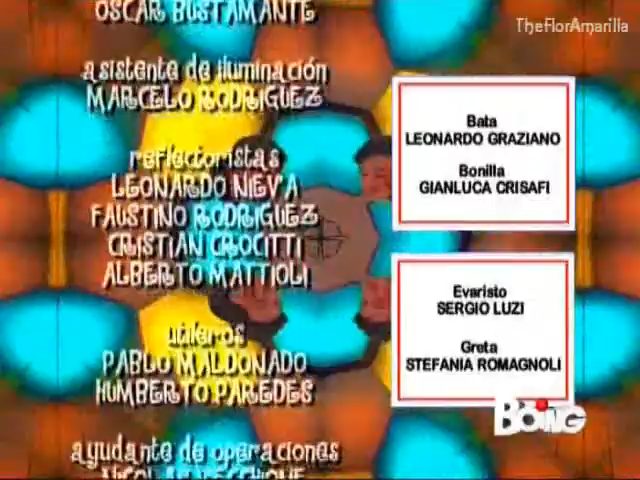 OSCAR BUSTAMANTE
asistente de iluminación
MARCELO RODRIGUEZ
reflectoristas
LEONARDO NIEVA
FAUSTINO RODRIGUEZ
CRISTIAN CROCITTI
ALBERTO MATTIOLI
utileros
PABLO MALDONADO
HUMBERTO PAREDES
ayudante de operaciones
TheFlorAmarilla
Bata
LEONARDO GRAZIANO
Bonilla
GIANLUCA CRISAFI
Evaristo
SERGIO LUZI
Greta
STEFANIA ROMAGNOLI
BOING